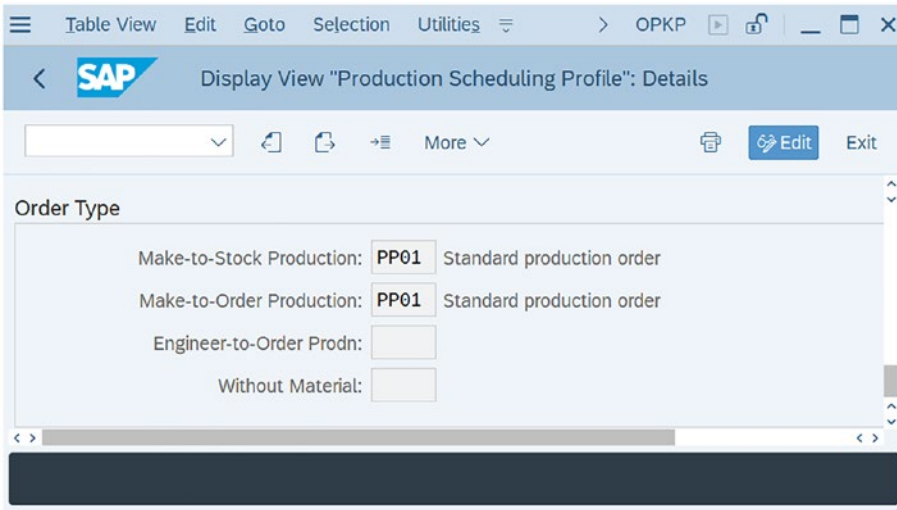 Table View Edit Goto Selection Utilities OPKP
SAP Display View "Production Scheduling Profile": Details
More Edit Exit
Order Type
Make-to-Stock Production: PP01 Standard production order
Make-to-Order Production: PP01 Standard production order
Engineer-to-Order Prodn:
Without Material: